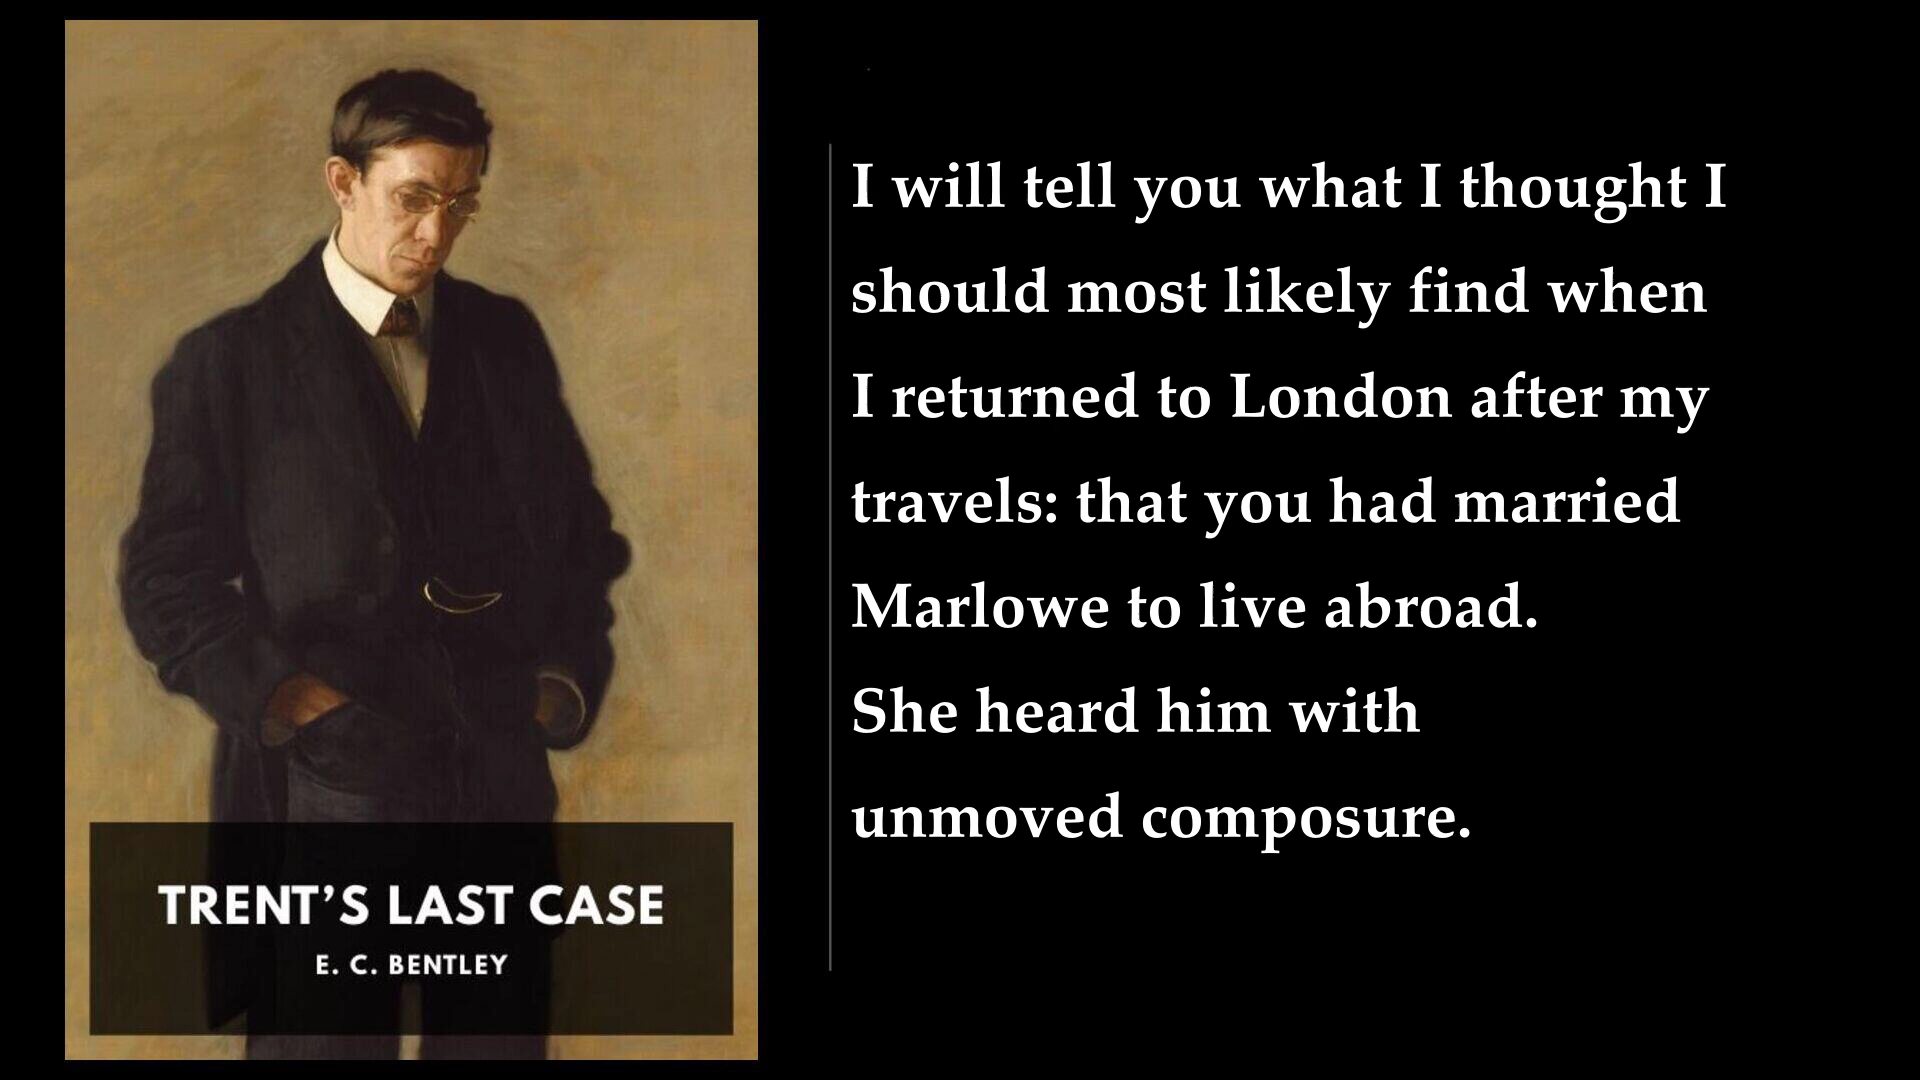 I will tell you what I thought I
should most likely find when
I returned to London after my
travels: that you had married
Marlowe to live abroad.
She heard him with
unmoved composure.
TRENT’S LAST CASE
E. C. BENTLEY